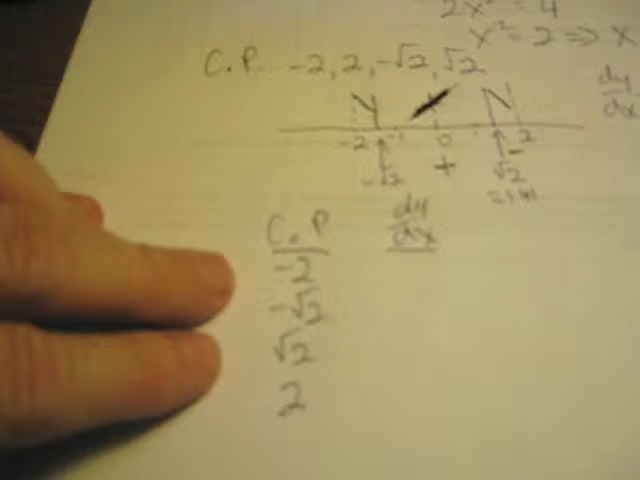 2x² = 4
x² = 2 ⇒ x
C.P. -2, 2, -√2, √2
dy
dx
-2 -1 0 2
-√2 + √2
C.P
dy
dx
-2
-√2
√2
2